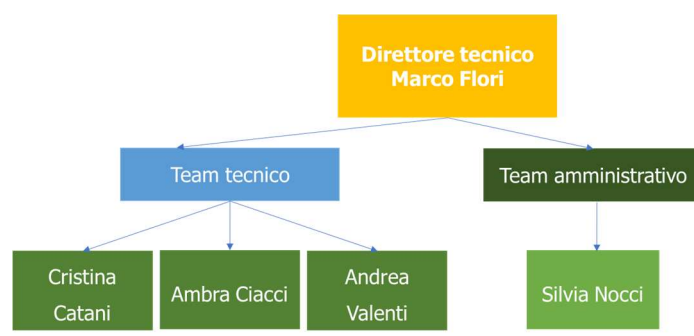 Direttore tecnico
Marco Flori
Team tecnico
Team amministrativo
Cristina
Catani
Ambra Ciacci
Andrea
Valenti
Silvia Nocci